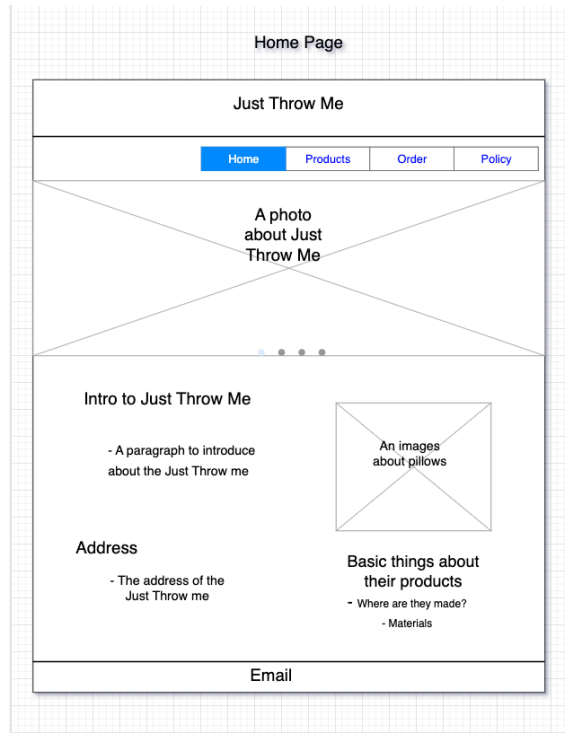 Home Page
Just Throw Me
Home Products Order Policy
A photo
about Just
Throw Me
Intro to Just Throw Me
- A paragraph to introduce
about the Just Throw me
An images
about pillows
Address
- The address of the
Just Throw me
Basic things about
their products
- Where are they made?
- Materials
Email